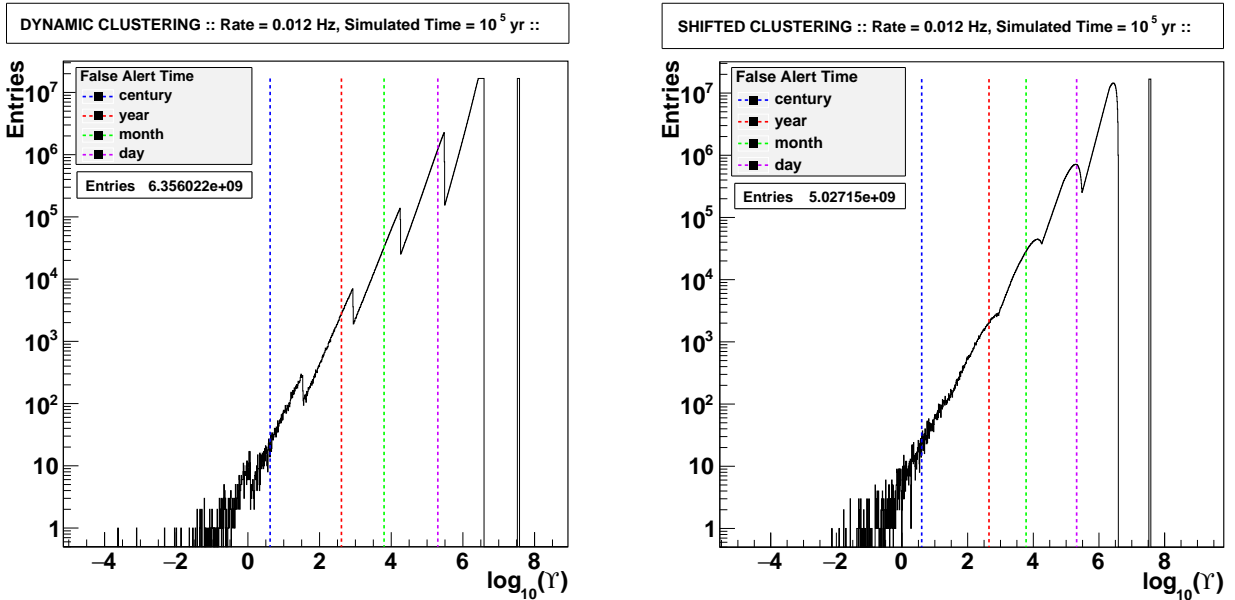 DYNAMIC CLUSTERING :: Rate = 0.012 Hz, Simulated Time = 10^5 yr ::
Entries
10^7
10^6
10^5
10^4
10^3
10^2
10
1
False Alert Time
century
year
month
day
Entries 6.356022e+09
−4 −2 0 2 4 6 8
log10(ϒ)
SHIFTED CLUSTERING :: Rate = 0.012 Hz, Simulated Time = 10^5 yr ::
Entries
10^7
10^6
10^5
10^4
10^3
10^2
10
1
False Alert Time
century
year
month
day
Entries 5.02715e+09
−4 −2 0 2 4 6 8
log10(ϒ)